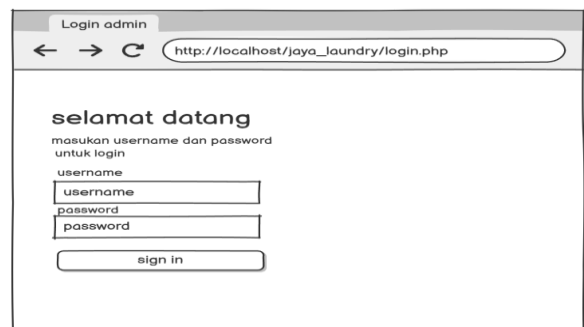 Login admin
http://localhost/jaya_laundry/login.php
selamat datang
masukan username dan password
untuk login
username
username
password
password
sign in